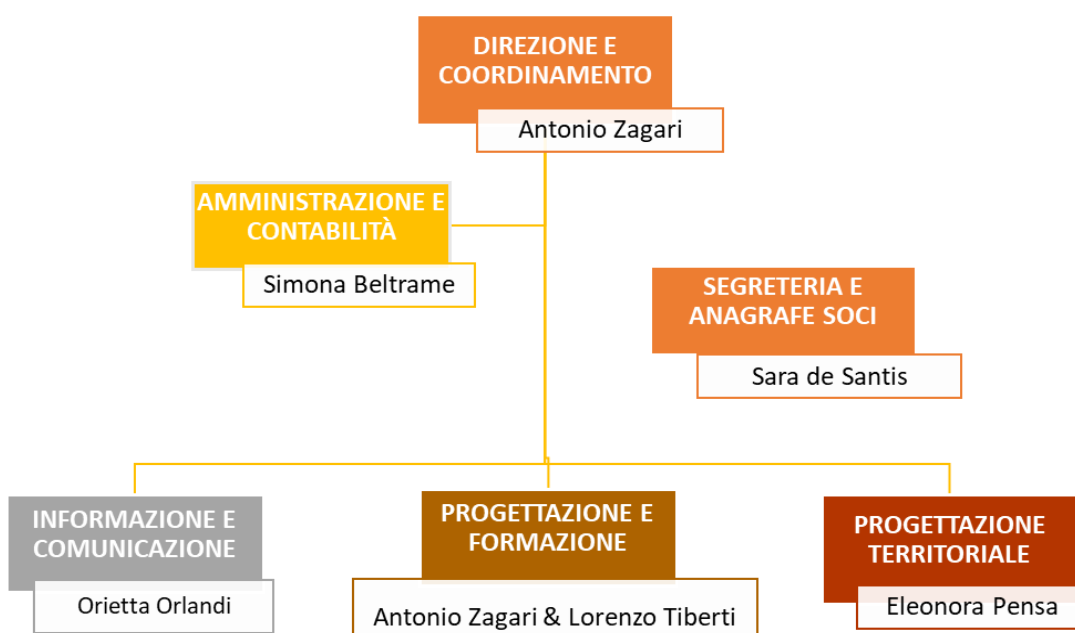 DIREZIONE E
COORDINAMENTO
Antonio Zagari
AMMINISTRAZIONE E
CONTABILITÀ
Simona Beltrame
SEGRETERIA E
ANAGRAFE SOCI
Sara de Santis
INFORMAZIONE E
COMUNICAZIONE
Orietta Orlandi
PROGETTAZIONE E
FORMAZIONE
Antonio Zagari & Lorenzo Tiberti
PROGETTAZIONE
TERRITORIALE
Eleonora Pensa